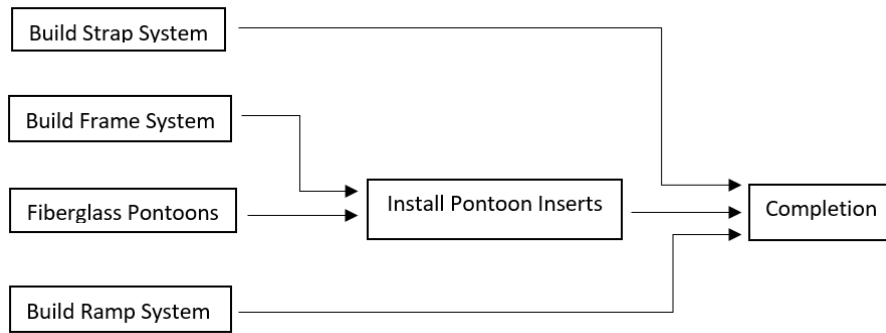 Build Strap System
Build Frame System
Fiberglass Pontoons
Install Pontoon Inserts
Completion
Build Ramp System